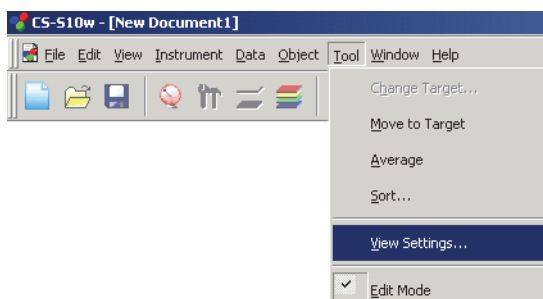 CS-S10w - [New Document1]
File Edit View Instrument Data Object Tool Window Help
Change Target...
Move to Target
Average
Sort...
View Settings...
Edit Mode